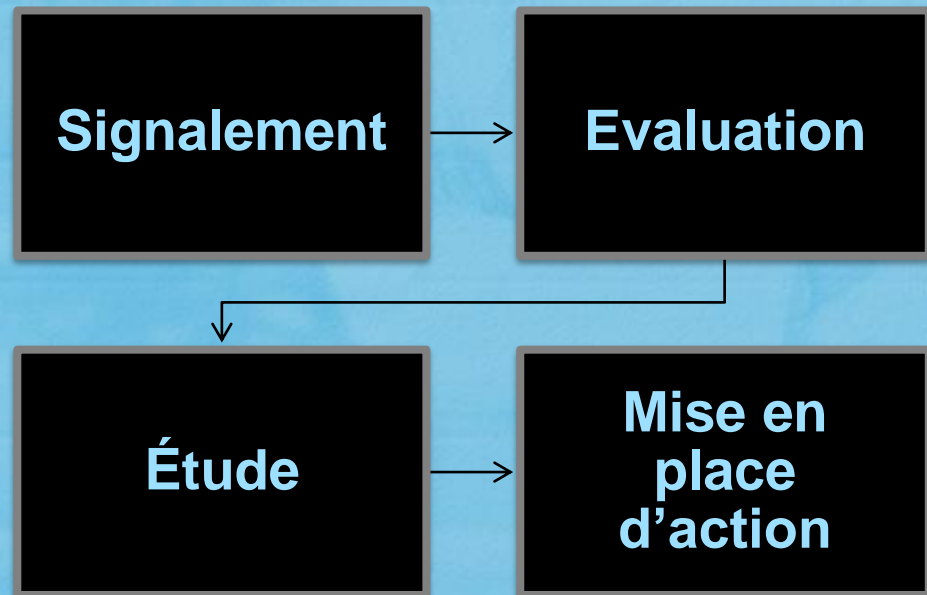 Signalement
Evaluation
Étude
Mise en
place
d’action